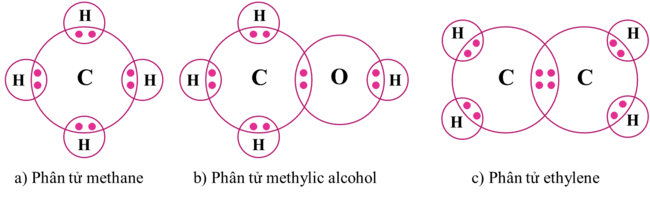 H
H C H
H
H
H C O H
H
H H
C C
H H
a) Phân tử methane
b) Phân tử methylic alcohol
c) Phân tử ethylene